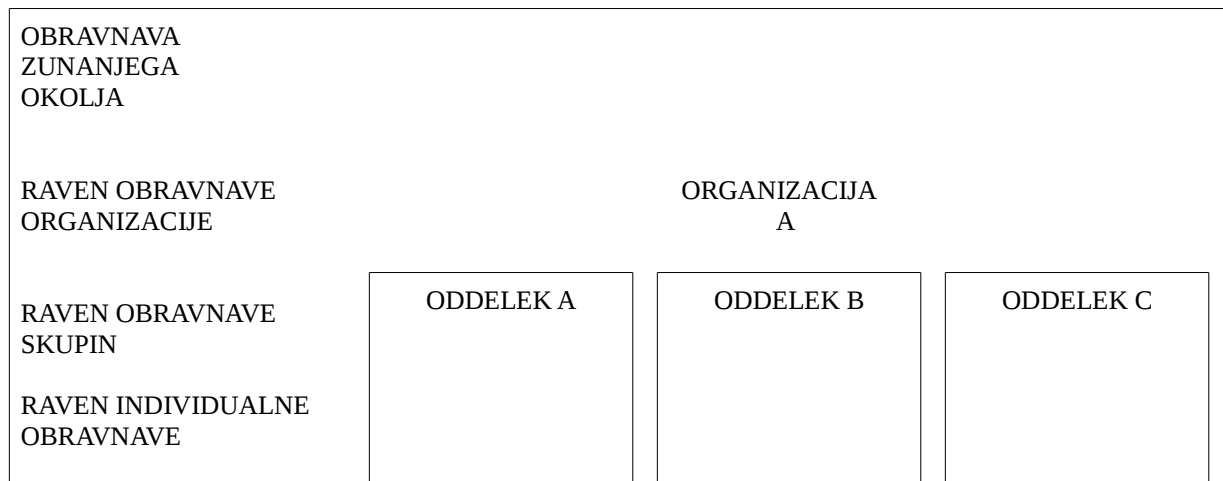 OBRAVNAVA
ZUNANJEGA
OKOLJA
RAVEN OBRAVNAVE
ORGANIZACIJE
ORGANIZACIJA
A
RAVEN OBRAVNAVE
SKUPIN
ODDELEK A
ODDELEK B
ODDELEK C
RAVEN INDIVIDUALNE
OBRAVNAVE